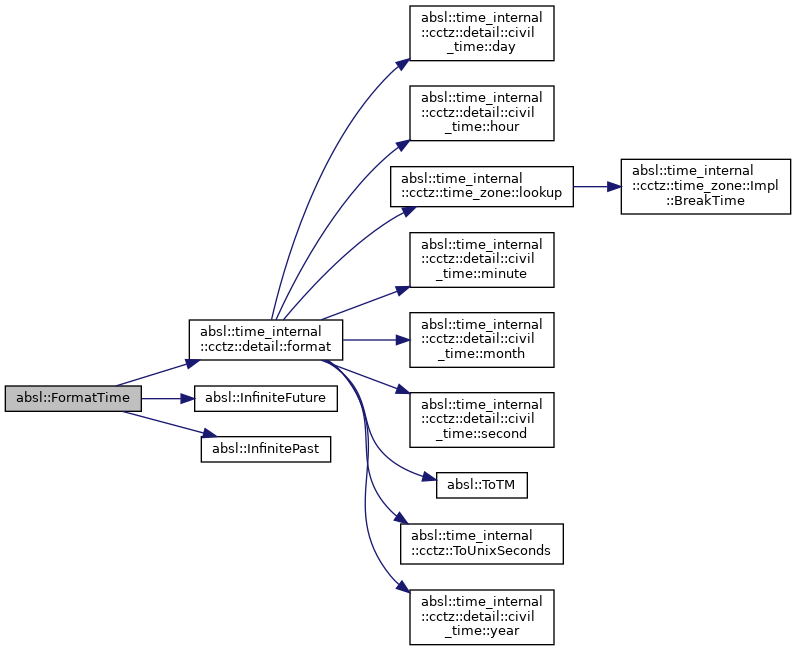 absl::time_internal
::cctz::detail::civil
_time::day
absl::time_internal
::cctz::detail::civil
_time::hour
absl::time_internal
::cctz::time_zone::lookup
absl::time_internal
::cctz::time_zone::Impl
::BreakTime
absl::time_internal
::cctz::detail::civil
_time::minute
absl::time_internal
::cctz::detail::format
absl::time_internal
::cctz::detail::civil
_time::month
absl::FormatTime
absl::InfiniteFuture
absl::InfinitePast
absl::time_internal
::cctz::detail::civil
_time::second
absl::ToTM
absl::time_internal
::cctz::ToUnixSeconds
absl::time_internal
::cctz::detail::civil
_time::year